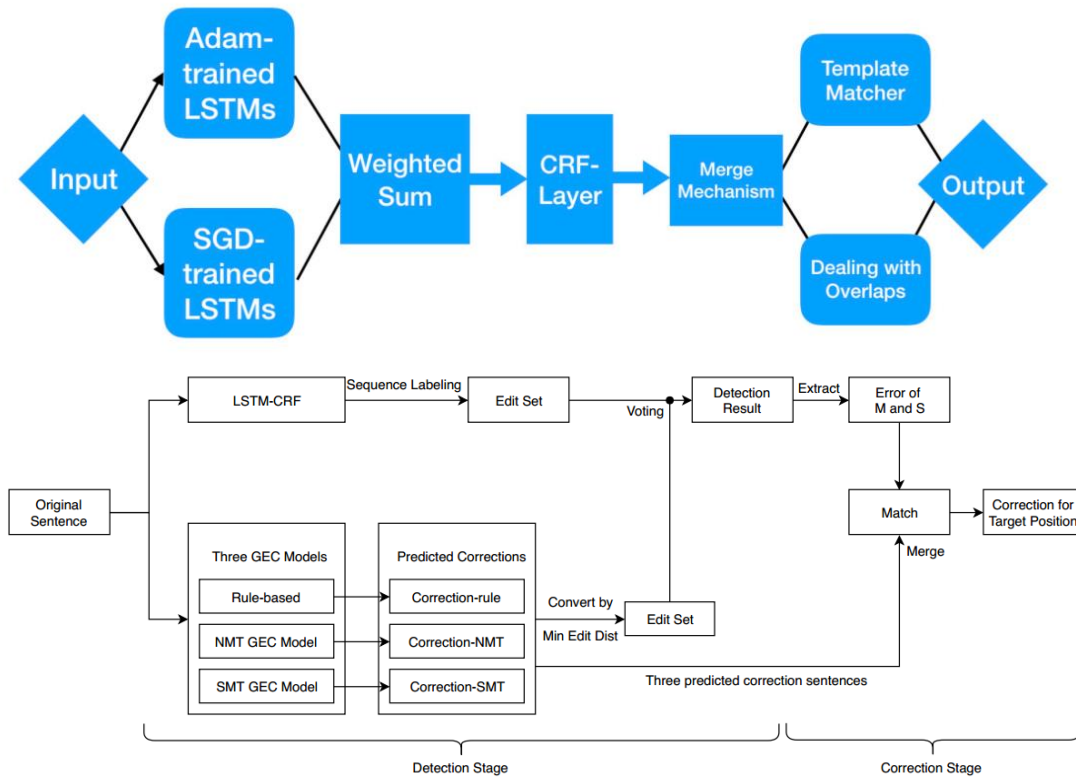 Adam-
trained
LSTMs
Template
Matcher
Input
Weighted
Sum
CRF-
Layer
Merge
Mechanism
Output
SGD-
trained
LSTMs
Dealing with
Overlaps
LSTM-CRF
Sequence Labeling
Edit Set
Voting
Detection
Result
Extract
Error of
M and S
Original
Sentence
Match
Correction for
Target Position
Merge
Three GEC Models
Predicted Corrections
Rule-based
Correction-rule
NMT GEC Model
Correction-NMT
SMT GEC Model
Correction-SMT
Convert by
Min Edit Dist
Edit Set
Three predicted correction sentences
Detection Stage
Correction Stage